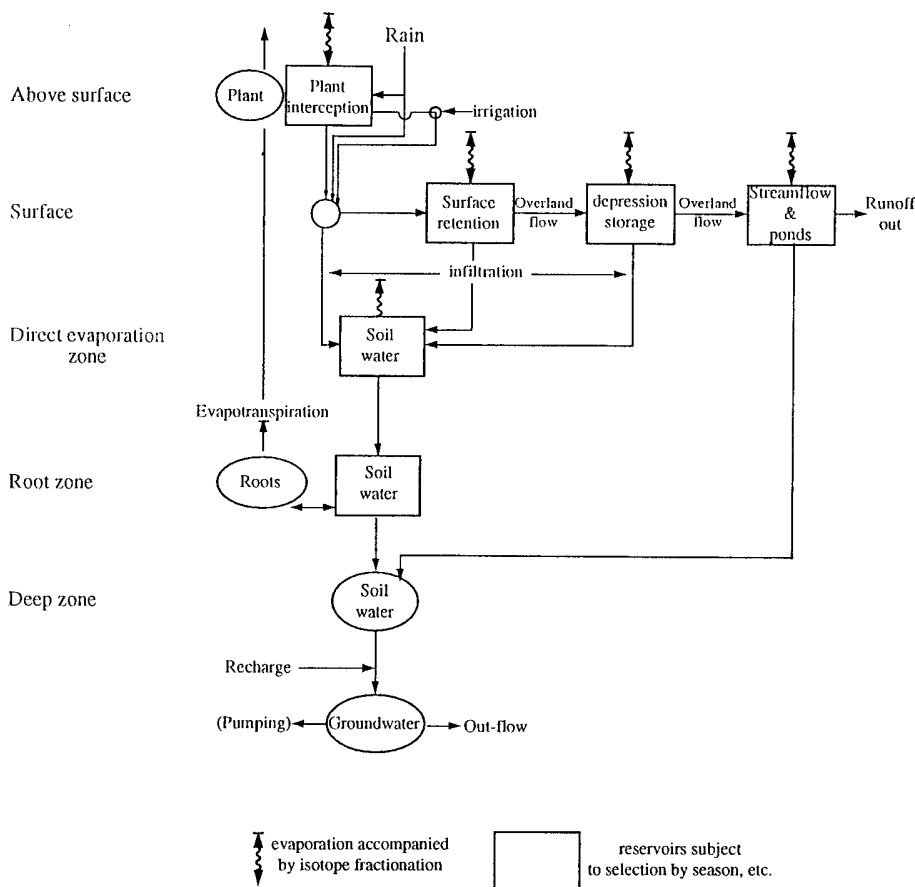 Rain
Above surface
Plant
Plant
interception
irrigation
Surface
Surface
retention
Overland
flow
depression
storage
Overland
flow
Streamflow
&
ponds
Runoff
out
infiltration
Direct evaporation
zone
Soil
water
Evapotranspiration
Root zone
Roots
Soil
water
Deep zone
Soil
water
Recharge
(Pumping)
Groundwater
Out-flow
evaporation accompanied
by isotope fractionation
reservoirs subject
to selection by season, etc.